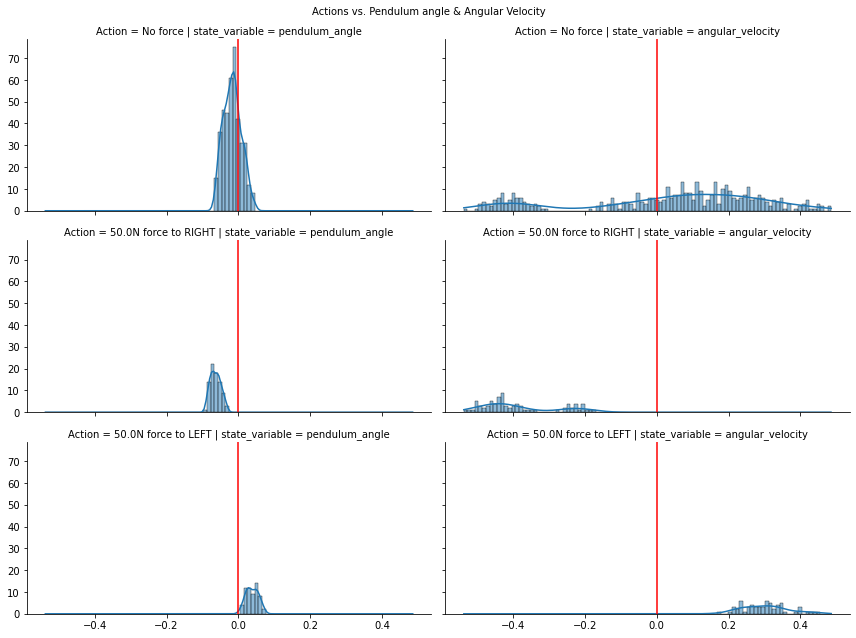 Actions vs. Pendulum angle & Angular Velocity
Action = No force | state_variable = pendulum_angle
Action = No force | state_variable = angular_velocity
70
60
50
40
30
20
10
0
Action = 50.0N force to RIGHT | state_variable = pendulum_angle
Action = 50.0N force to RIGHT | state_variable = angular_velocity
70
60
50
40
30
20
10
0
Action = 50.0N force to LEFT | state_variable = pendulum_angle
Action = 50.0N force to LEFT | state_variable = angular_velocity
70
60
50
40
30
20
10
0
−0.4 −0.2 0.0 0.2 0.4
−0.4 −0.2 0.0 0.2 0.4